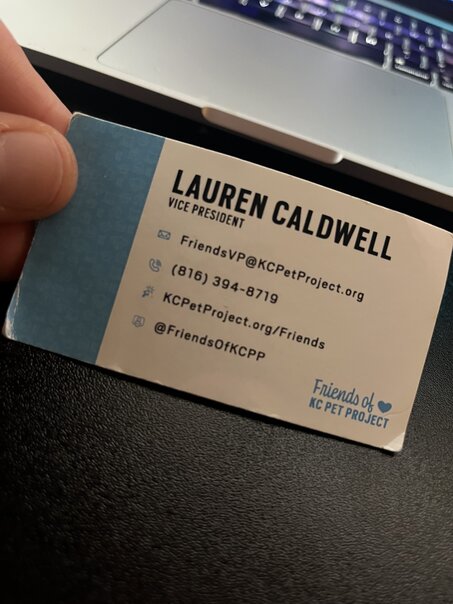 LAUREN CALDWELL
VICE PRESIDENT
FriendsVP@KCPetProject.org
(816) 394-8719
KCPetProject.org/Friends
@FriendsOfKCPP
Friends of
KC PET PROJECT